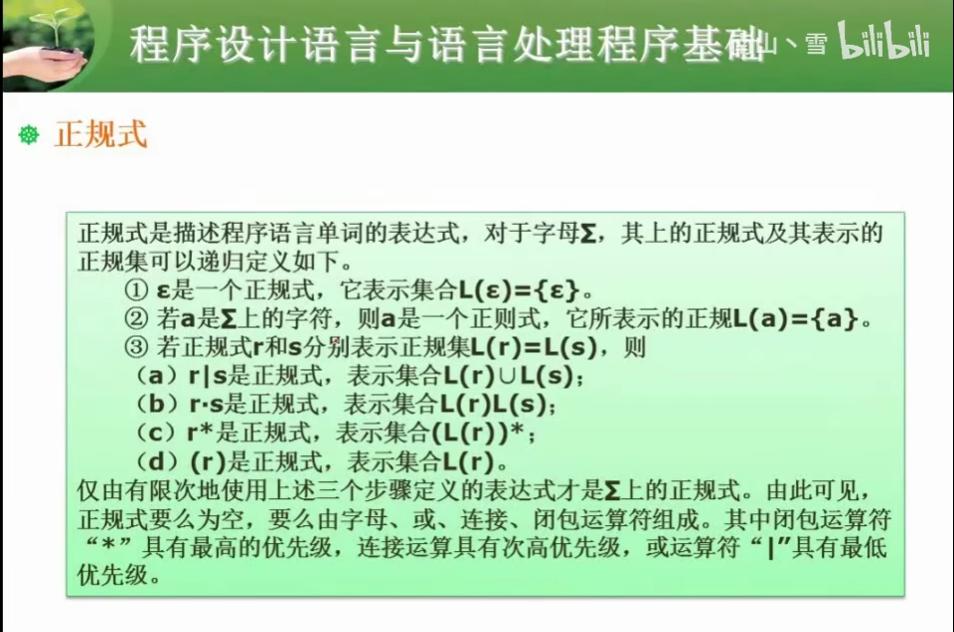 程序设计语言与语言处理程序基础
山丶雪 bilibili
正规式
正规式是描述程序语言单词的表达式，对于字母∑，其上的正规式及其表示的
正规集可以递归定义如下。
① ε是一个正规式，它表示集合L(ε)={ε}。
② 若a是∑上的字符，则a是一个正则式，它所表示的正规L(a)={a}。
③ 若正规式r和s分别表示正规集L(r)=L(s)，则
（a）r|s是正规式，表示集合L(r)∪L(s)；
（b）r·s是正规式，表示集合L(r)L(s)；
（c）r*是正规式，表示集合(L(r))*；
（d）(r)是正规式，表示集合L(r)。
仅由有限次地使用上述三个步骤定义的表达式才是∑上的正规式。由此可见，
正规式要么为空，要么由字母、或、连接、闭包运算符组成。其中闭包运算符
“*”具有最高的优先级，连接运算具有次高优先级，或运算符“|”具有最低
优先级。